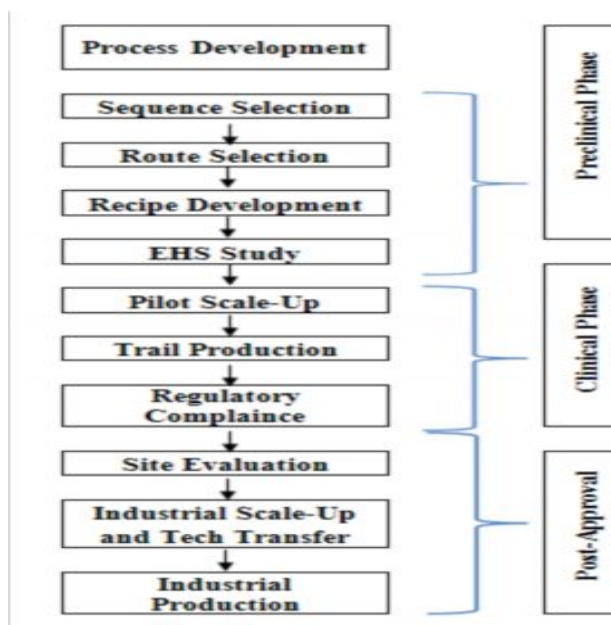 Process Development
Sequence Selection
Route Selection
Recipe Development
EHS Study
Pilot Scale-Up
Trail Production
Regulatory
Complaince
Site Evaluation
Industrial Scale-Up
and Tech Transfer
Industrial
Production
Preclinical Phase
Clinical Phase
Post-Approval